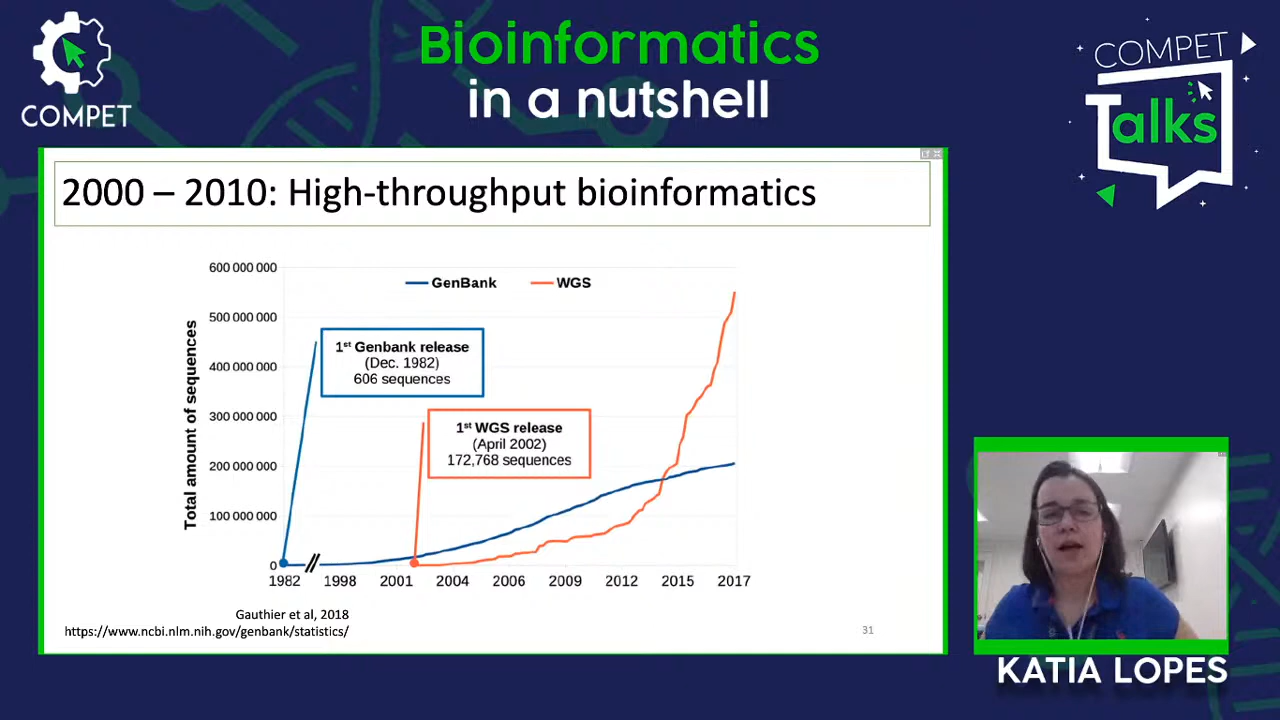 COMPET
Bioinformatics
in a nutshell
COMPET
Talks
2000 – 2010: High-throughput bioinformatics
600 000 000
500 000 000
400 000 000
300 000 000
200 000 000
100 000 000
0
Total amount of sequences
GenBank
WGS
1st Genbank release
(Dec. 1982)
606 sequences
1st WGS release
(April 2002)
172,768 sequences
1982 // 1998 2001 2004 2006 2009 2012 2015 2017
Gauthier et al, 2018
https://www.ncbi.nlm.nih.gov/genbank/statistics/
31
KATIA LOPES